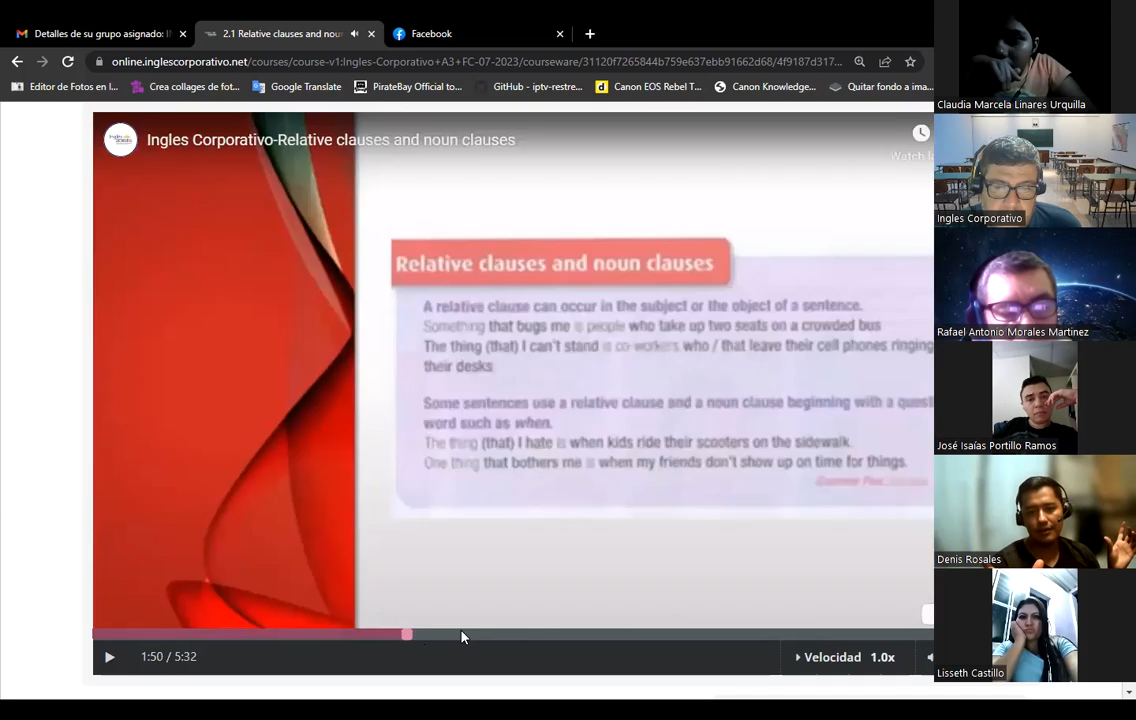 Detalles de su grupo asignado: I
2.1 Relative clauses and nou
Facebook
online.inglescorporativo.net/courses/course-v1:Ingles-Corporativo+A3+FC-07-2023/courseware/31120f7265844b759e637ebb91662d68/4f9187d317...
Editor de Fotos en l...
Crea collages de fot...
Google Translate
PirateBay Official to...
GitHub - iptv-restre...
Canon EOS Rebel T...
Canon Knowledge...
Quitar fondo a ima...
Ingles Corporativo-Relative clauses and noun clauses
Watch la
Relative clauses and noun clauses
A relative clause can occur in the subject or the object of a sentence.
Something that bugs me is people who take up two seats on a crowded bus
The thing (that) I can't stand is co-workers who / that leave their cell phones ringing
their desks
Some sentences use a relative clause and a noun clause beginning with a quest
word such as when.
The thing (that) I hate is when kids ride their scooters on the sidewalk.
One thing that bothers me is when my friends don't show up on time for things.
1:50 / 5:32
Velocidad 1.0x
Claudia Marcela Linares Urquilla
Ingles Corporativo
Rafael Antonio Morales Martinez
José Isaías Portillo Ramos
Denis Rosales
Lisseth Castillo